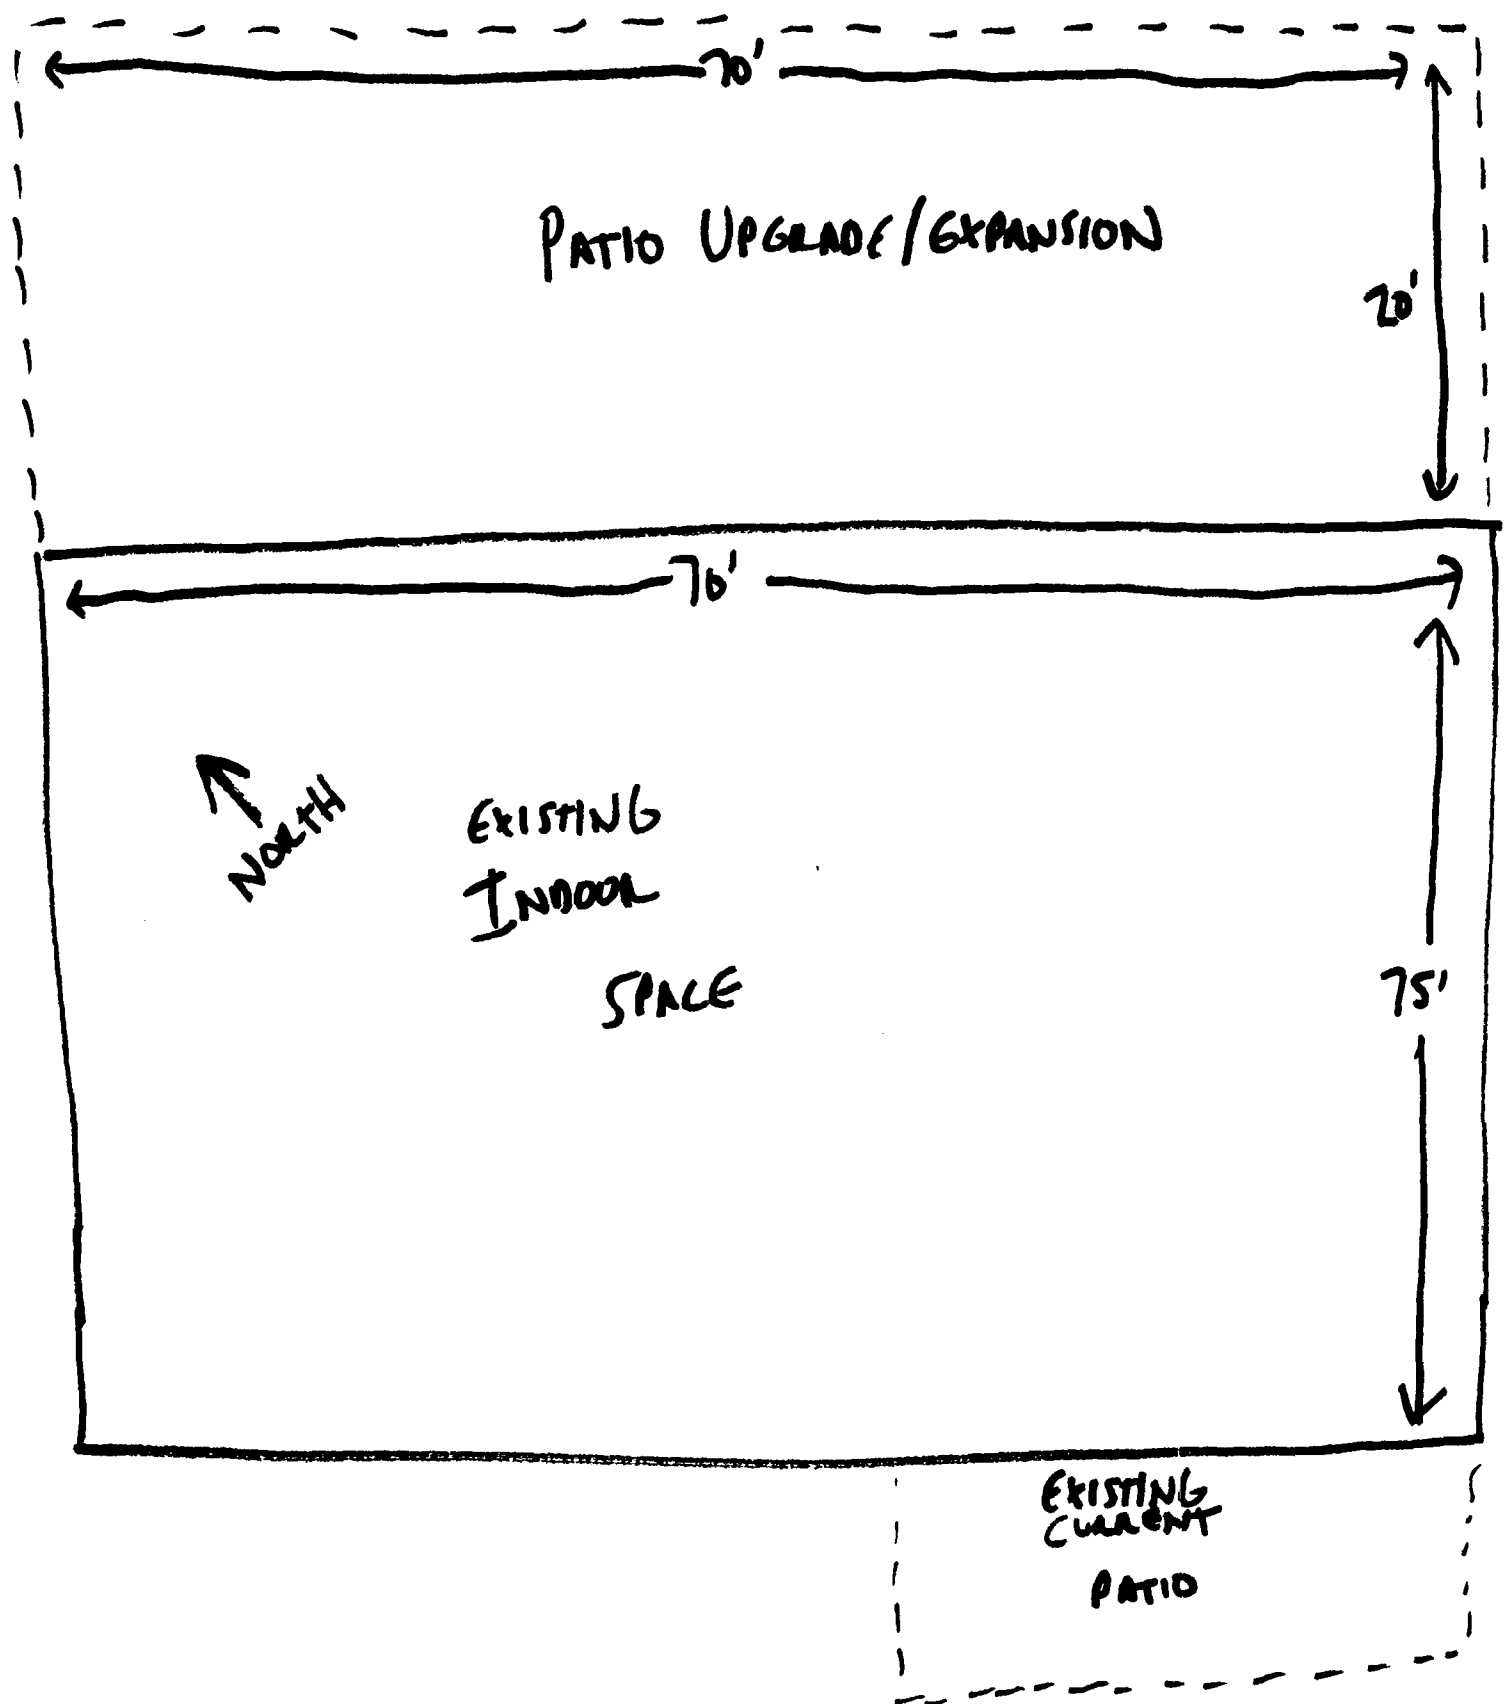 70'
PATIO UPGRADE/EXPANSION
20'
70'
NORTH
EXISTING
INDOOR
SPACE
75'
EXISTING
CURRENT
PATIO